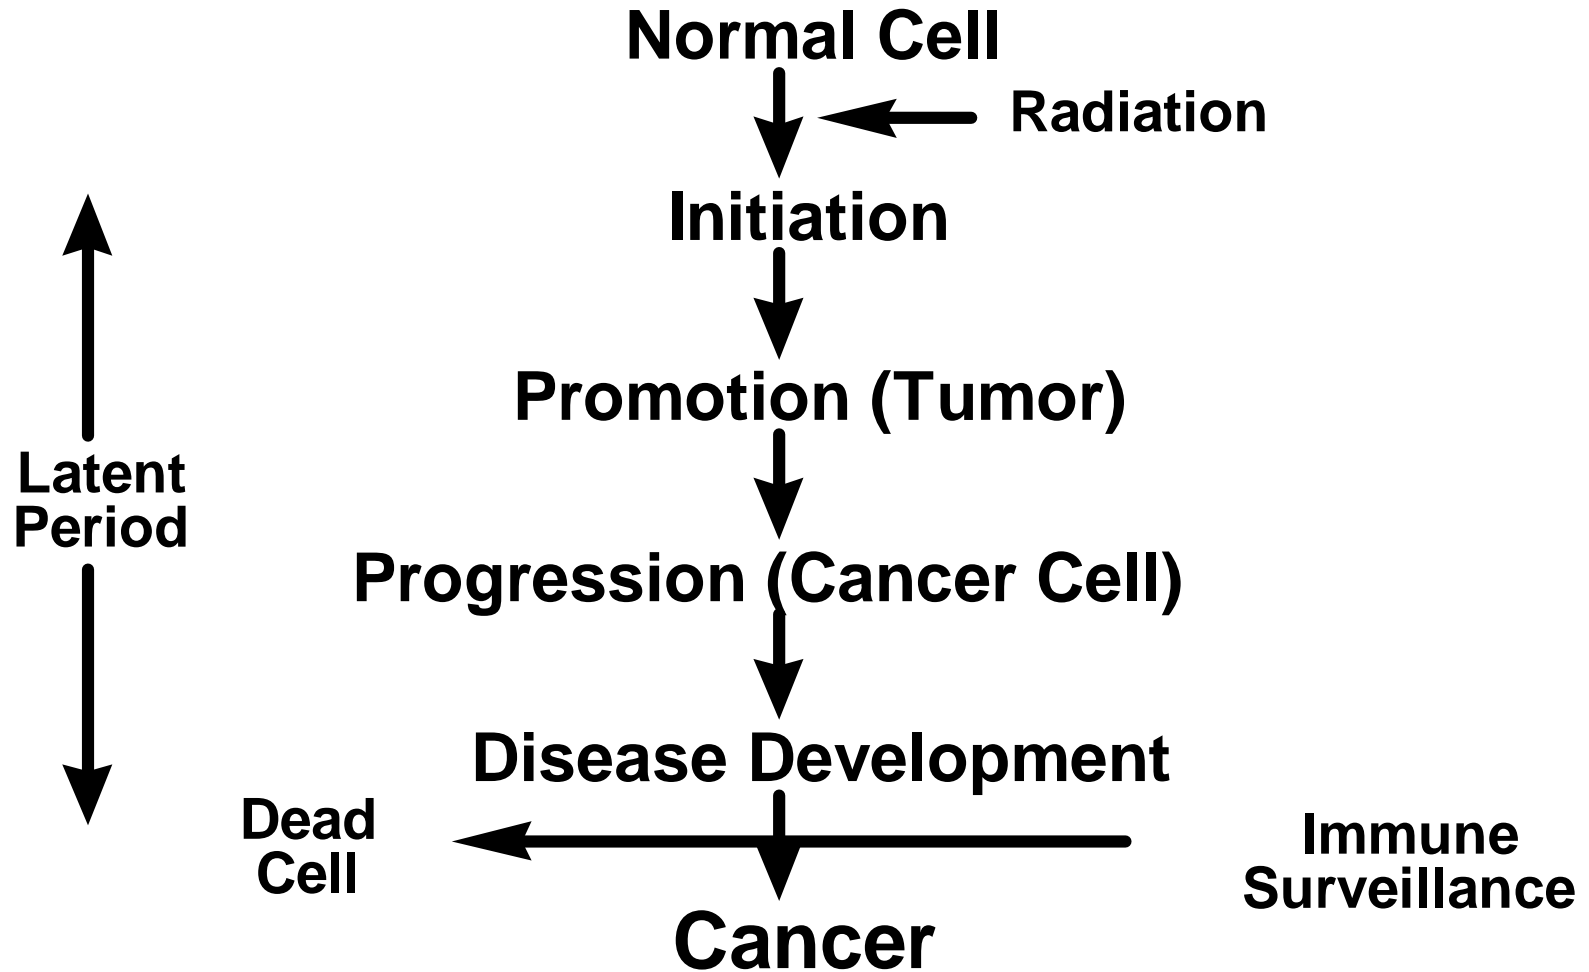 Normal Cell
Radiation
Initiation
Promotion (Tumor)
Latent
Period
Progression (Cancer Cell)
Disease Development
Dead
Cell
Immune
Surveillance
Cancer